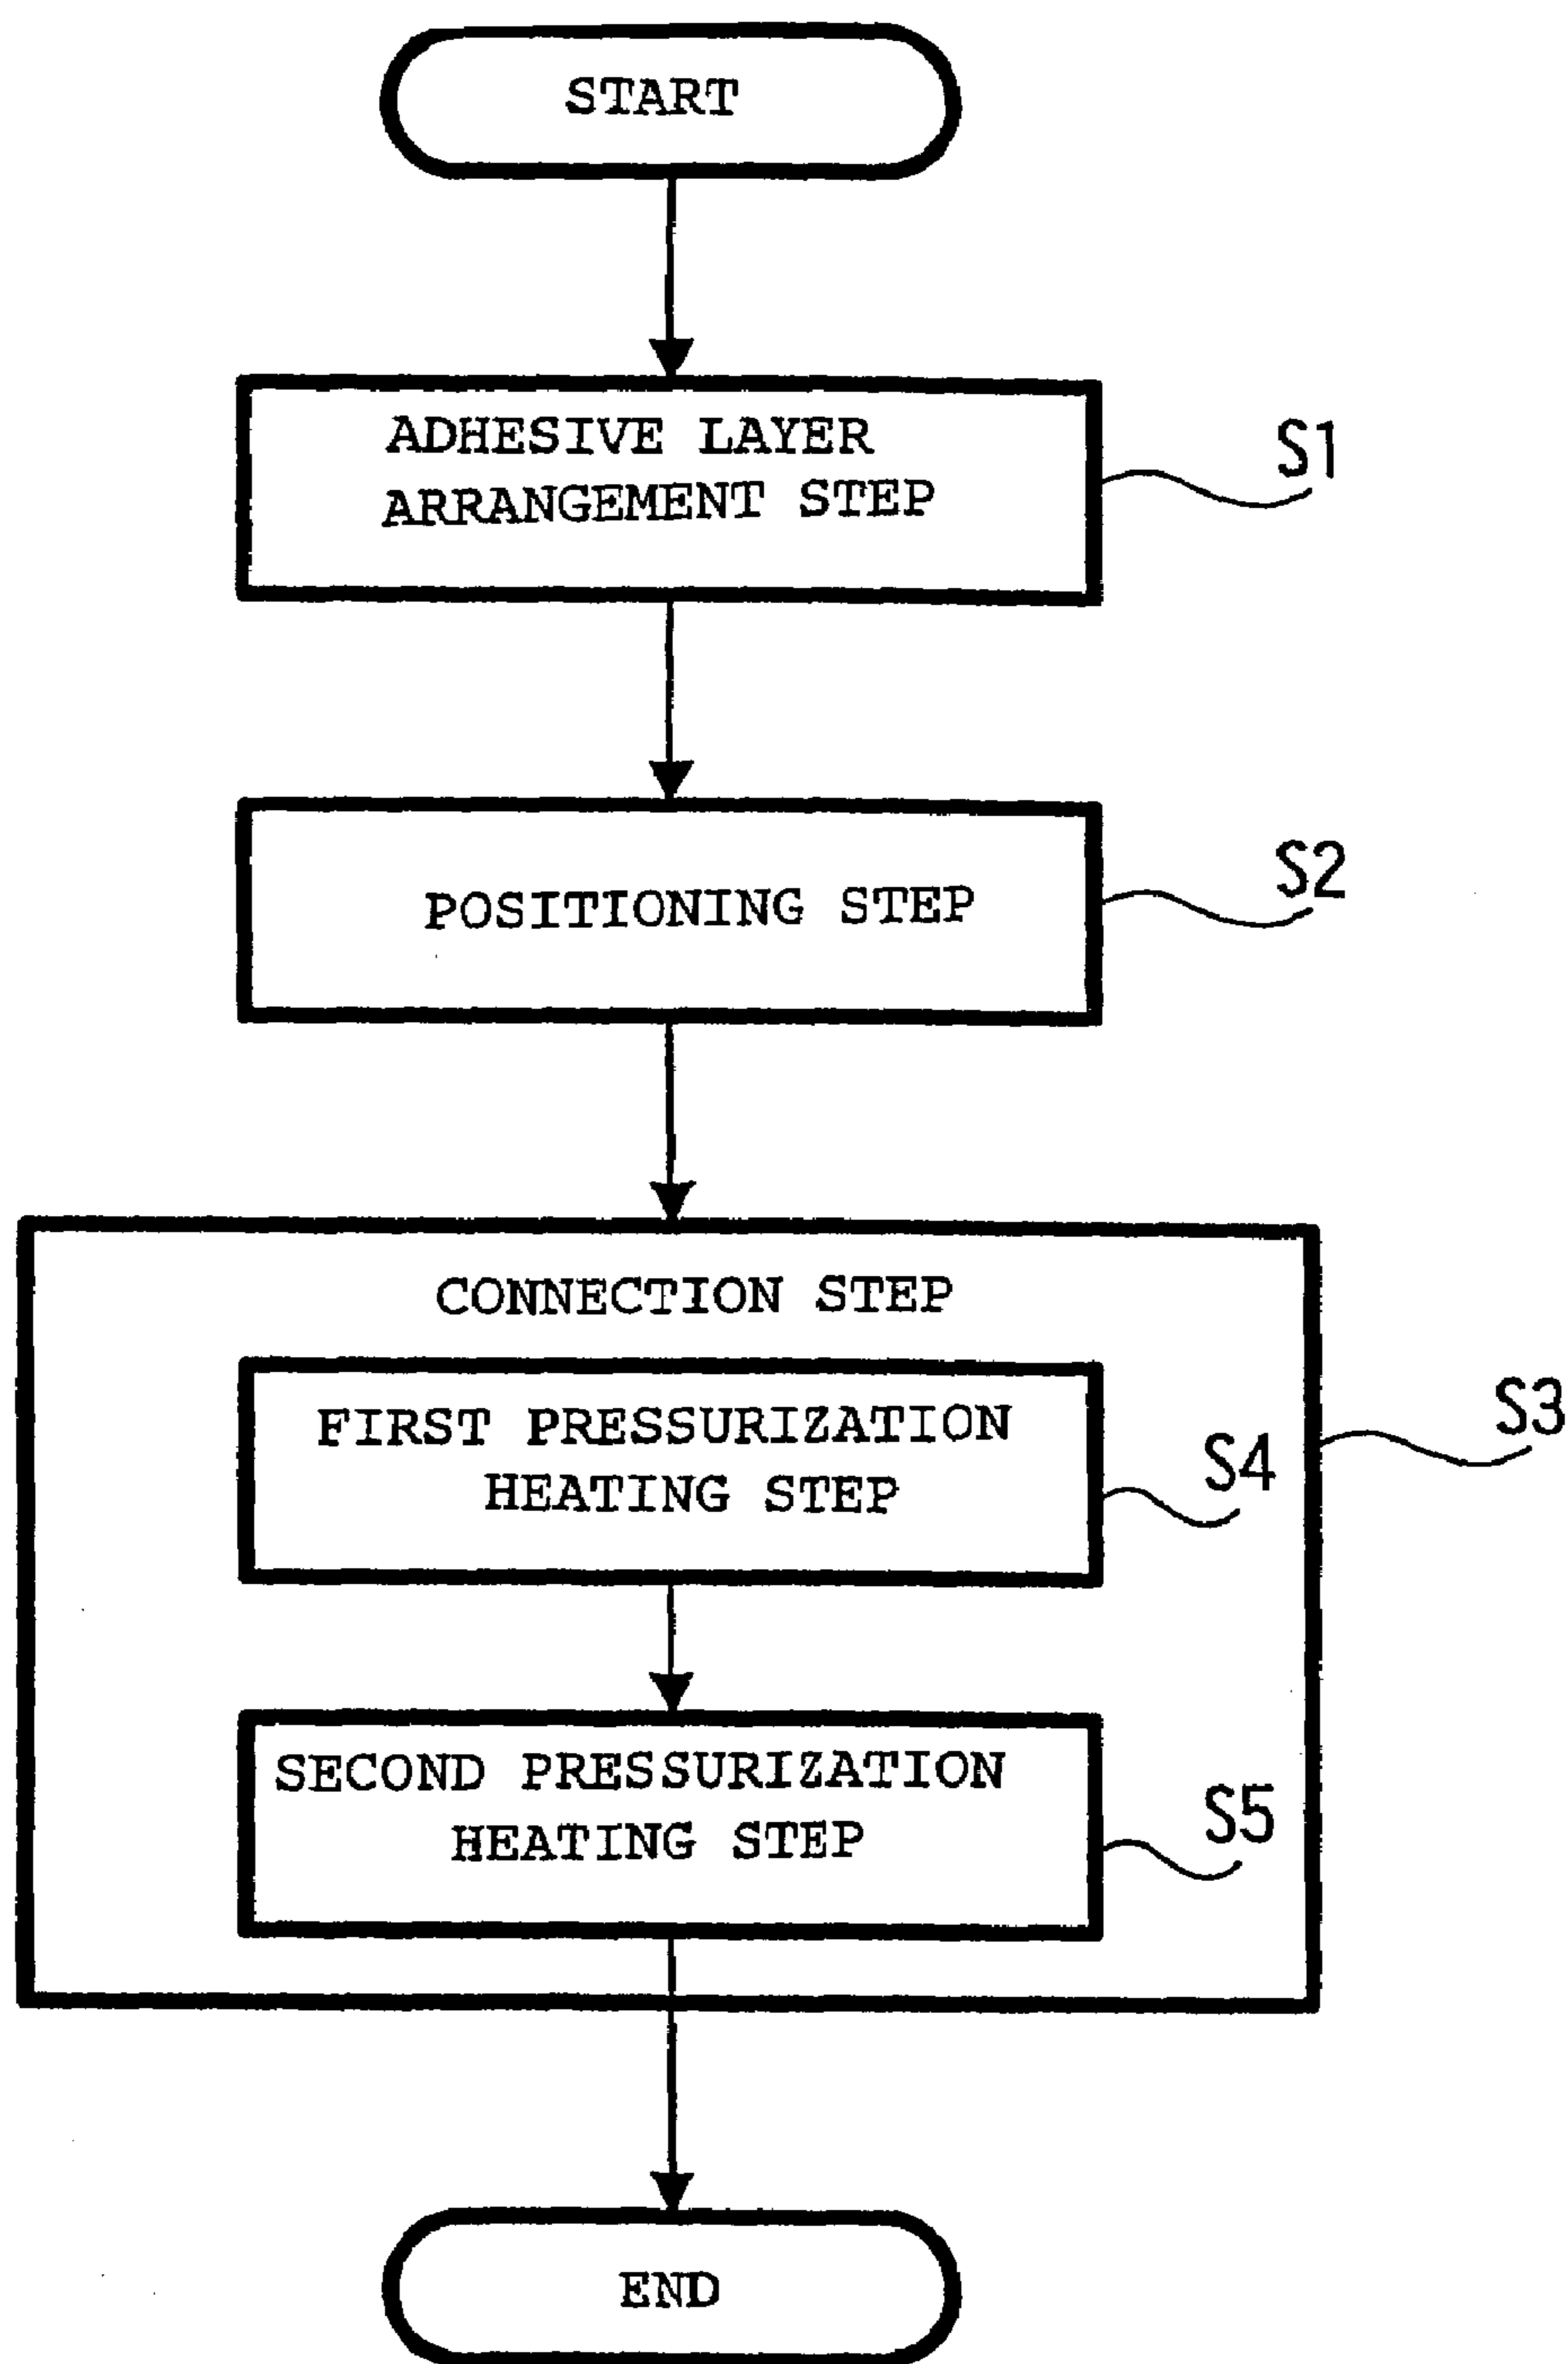 START
ADHESIVE LAYER
ARRANGEMENT STEP
S1
POSITIONING STEP
S2
CONNECTION STEP
S3
FIRST PRESSURIZATION
HEATING STEP
S4
SECOND PRESSURIZATION
HEATING STEP
S5
END